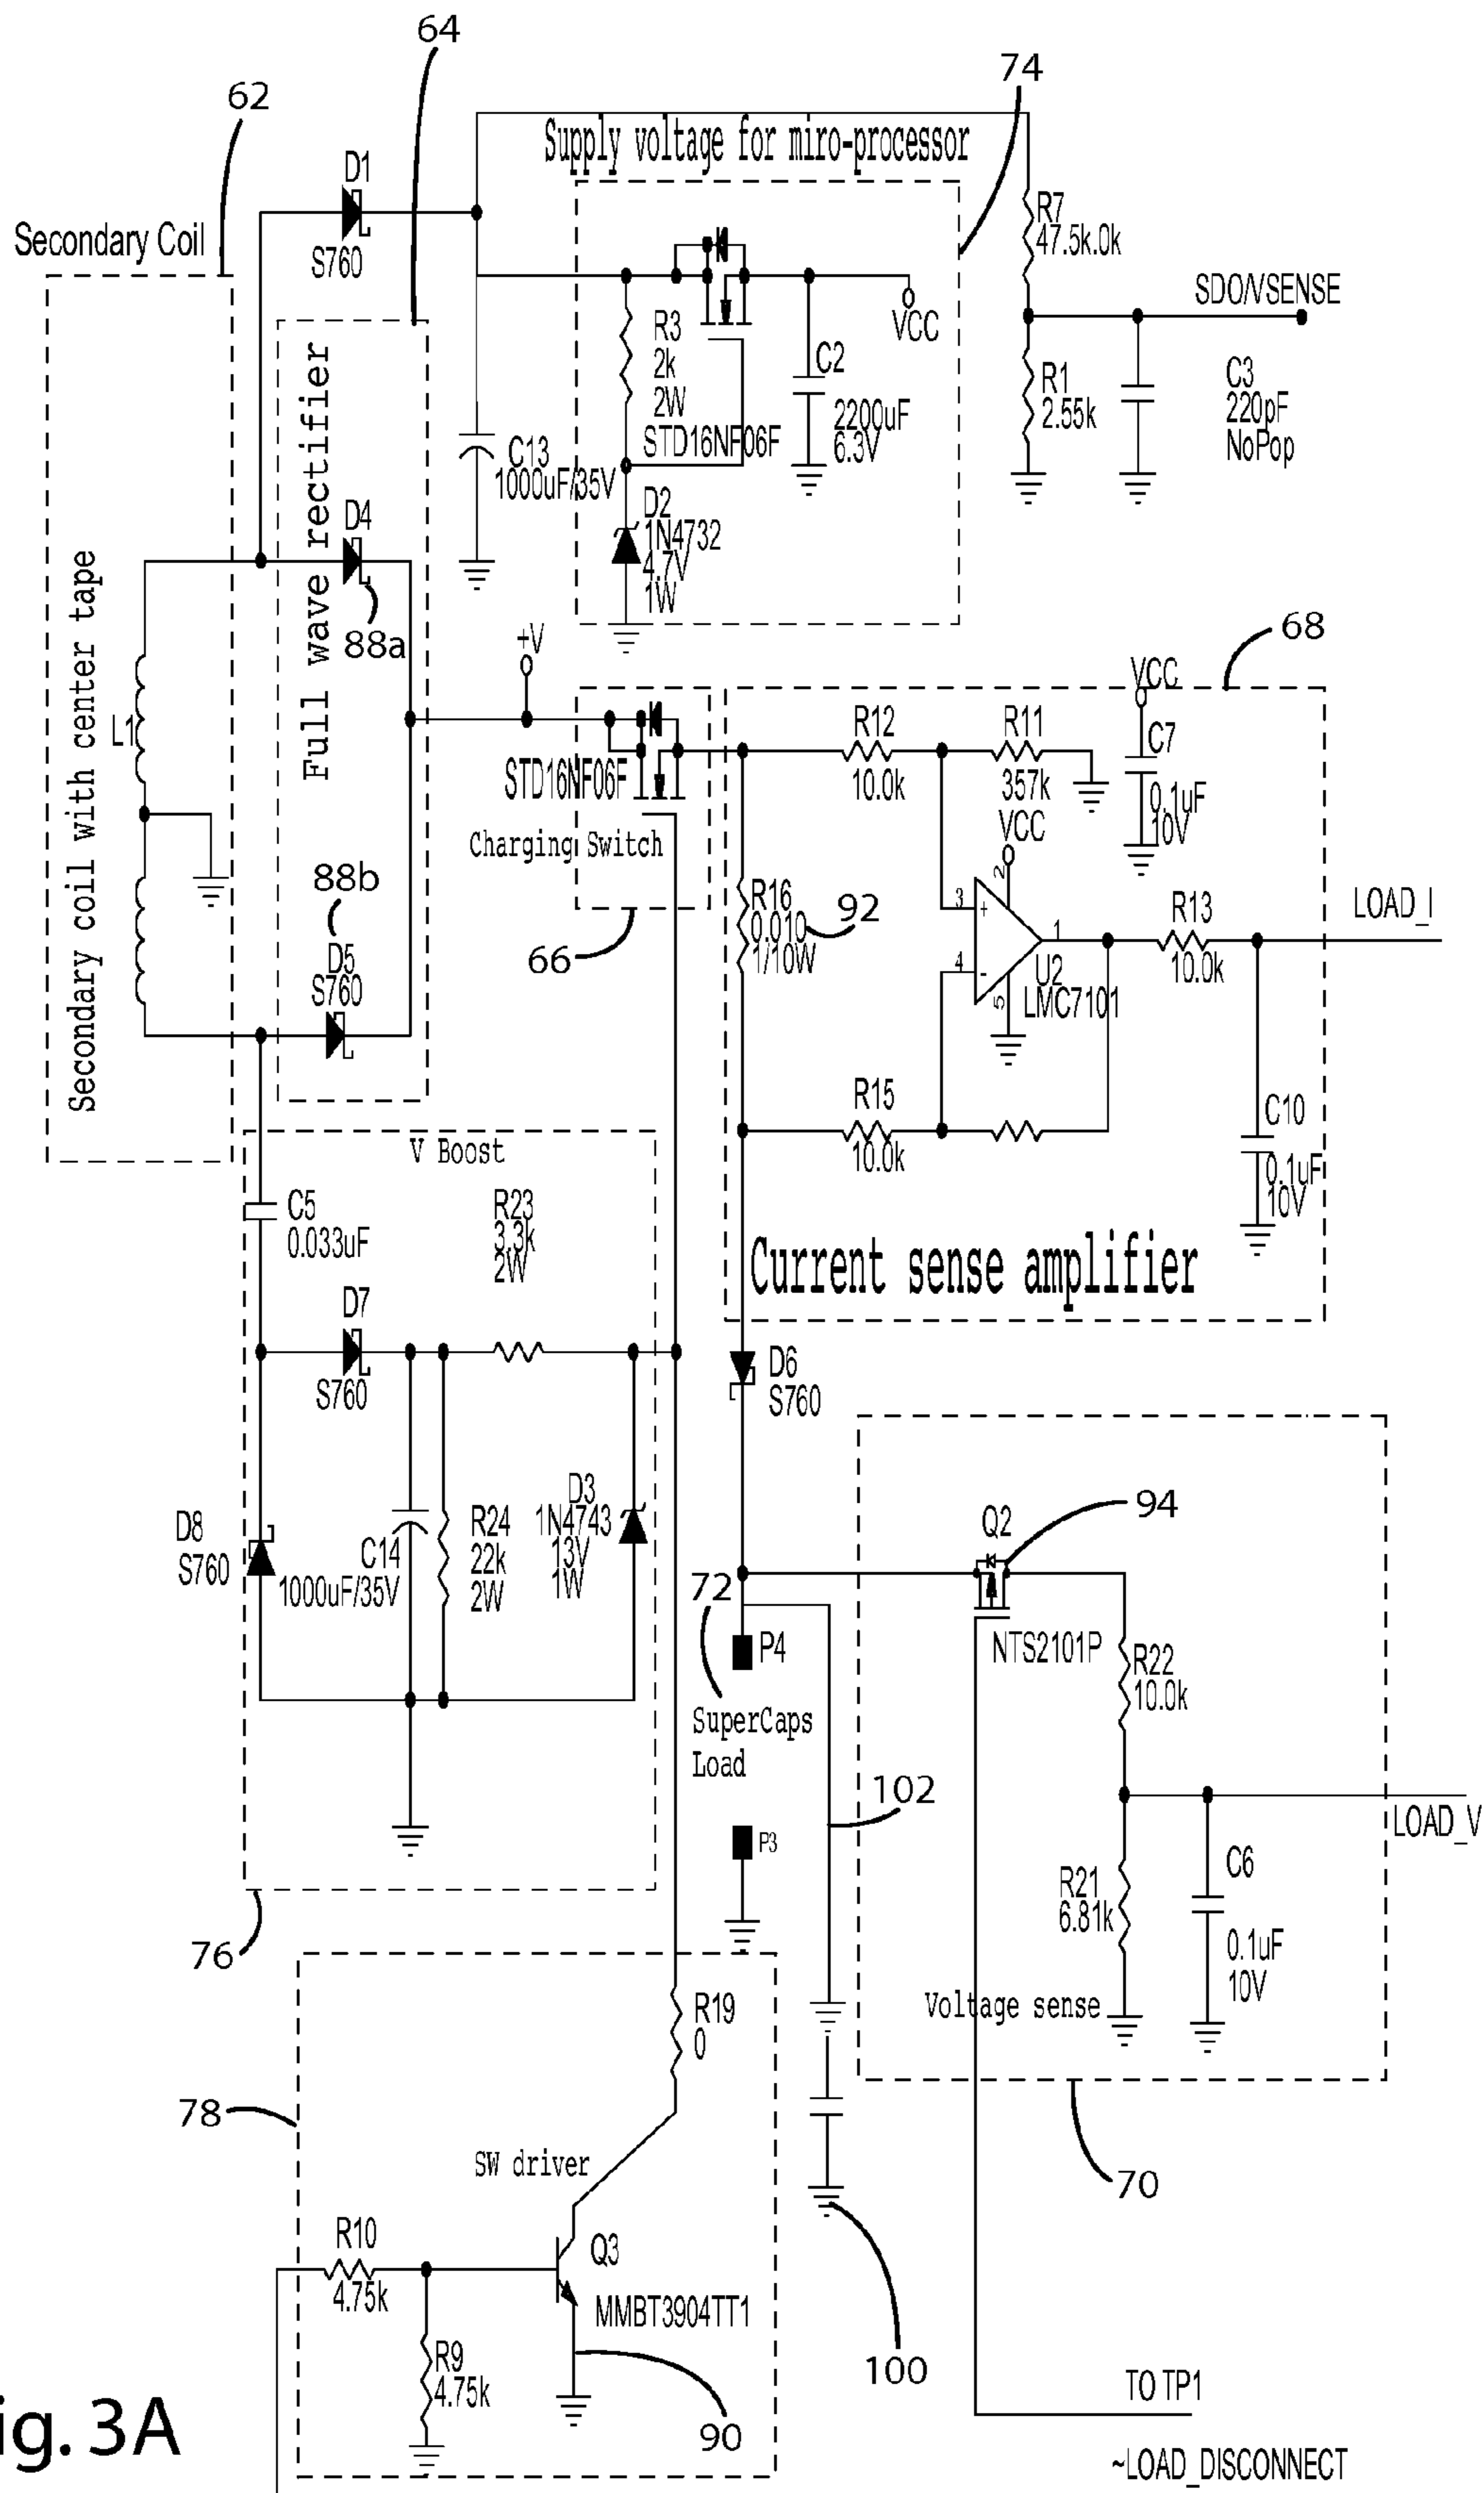 64
74
62
Supply voltage for miro-processor
D1
S760
Secondary Coil
R7
47.5k.0k
SDO/VSENSE
VCC
R3
2k
2W
STD16NF06F
C2
2200uF
6.3V
R1
2.55k
C3
220pF
NoPop
Full wave rectifier
C13
1000uF/35V
D2
1N4732
4.7V
1W
D4
88a
Secondary coil with center tape
L1
+V
68
VCC
R12
10.0k
R11
357k
C7
0.1uF
10V
VCC
STD16NF06F
Charging Switch
66
88b
D5
S760
R16
0.010
1/10W
92
2
3
+
4
-
5
1
U2
LMC7101
R13
10.0k
LOAD_I
R15
10.0k
C10
0.1uF
10V
Current sense amplifier
V Boost
C5
0.033uF
R23
3.3k
2W
D7
S760
D6
S760
D8
S760
C14
1000uF/35V
R24
22k
2W
D3
1N4743
13V
1W
Q2
94
NTS2101P
72
P4
SuperCaps
Load
P3
102
R22
10.0k
LOAD_V
R21
6.81k
C6
0.1uF
10V
Voltage sense
76
70
78
R19
0
SW driver
R10
4.75k
Q3
MMBT3904TT1
R9
4.75k
90
100
TO TP1
~LOAD_DISCONNECT
ig. 3A